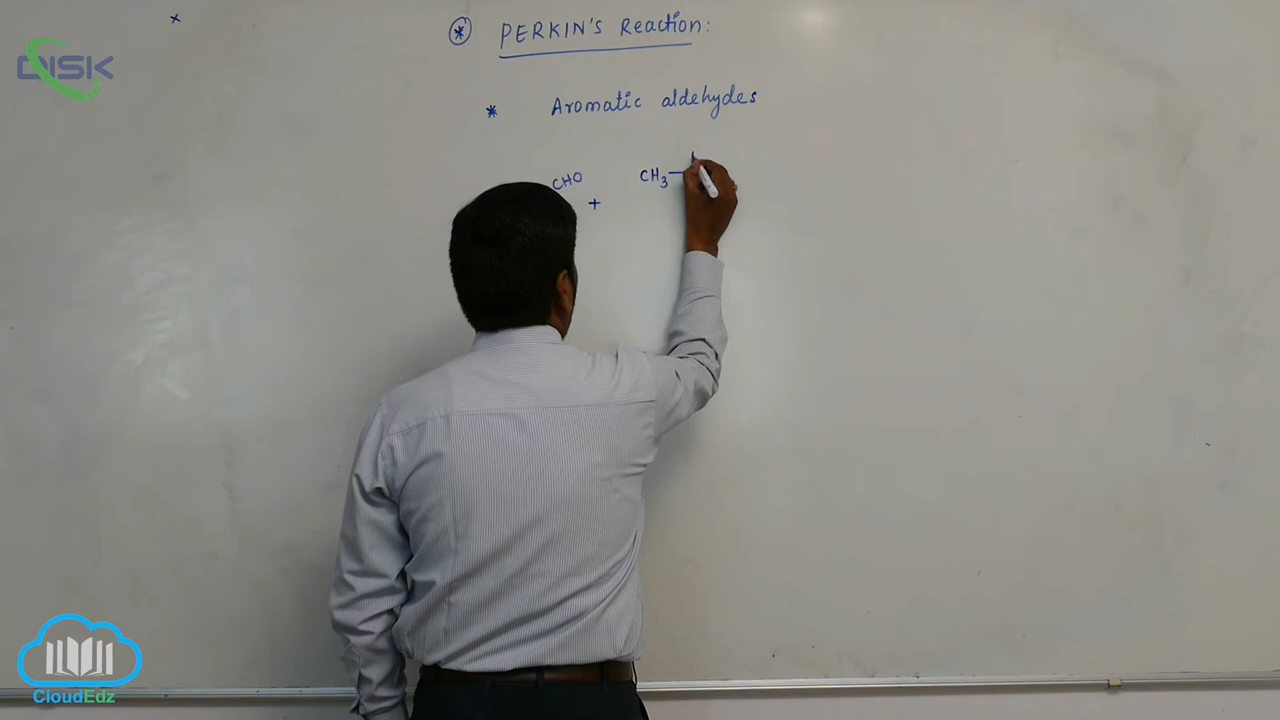 * PERKIN'S Reaction:
* Aromatic aldehydes
CHO + CH3—
DISK
CloudEdz